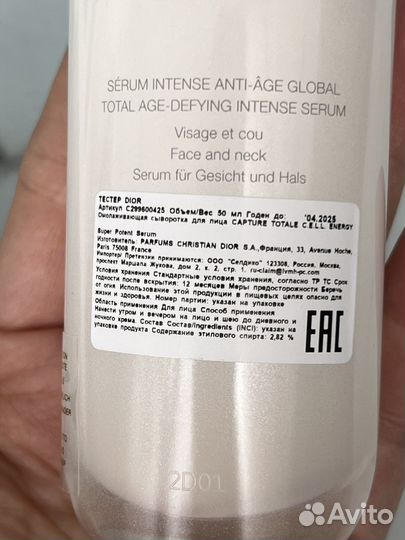 SÉRUM INTENSE ANTI-ÂGE GLOBAL
TOTAL AGE-DEFYING INTENSE SERUM
Visage et cou
Face and neck
Serum für Gesicht und Hals
ТЕСТЕР DIOR
Артикул C299600425 Объем/Вес 50 мл Годен до: '04.2025
Омолаживающая сыворотка для лица CAPTURE TOTALE C.E.L.L. ENERGY
Super Potent Serum
Изготовитель: PARFUMS CHRISTIAN DIOR S.A.,Франция, 33, Avenue Hoche,
Paris 75008 France
Импортер/ Претензии принимаются: ООО "Селдико" 123308, Россия, Москва,
проспект Маршала Жукова, дом 2, к. 2, стр. 1. ru-claim@lvmh-pc.com
Условия хранения Стандартные условия хранения, согласно ТР ТС Срок
годности после вскрытия: 12 месяцев Меры предосторожности Беречь
от огня Использование этой продукции в пищевых целях опасно для
здоровья. Номер партии: указан на упаковке
Область применения Для лица Способ применения
Нанести утром и вечером на лицо и шею до дневного и
ночного крема. Состав Состав/Ingredients (INCI): указан на
упаковке продукта Содержание этилового спирта: 2,82 %
EAC
2D01
Avito